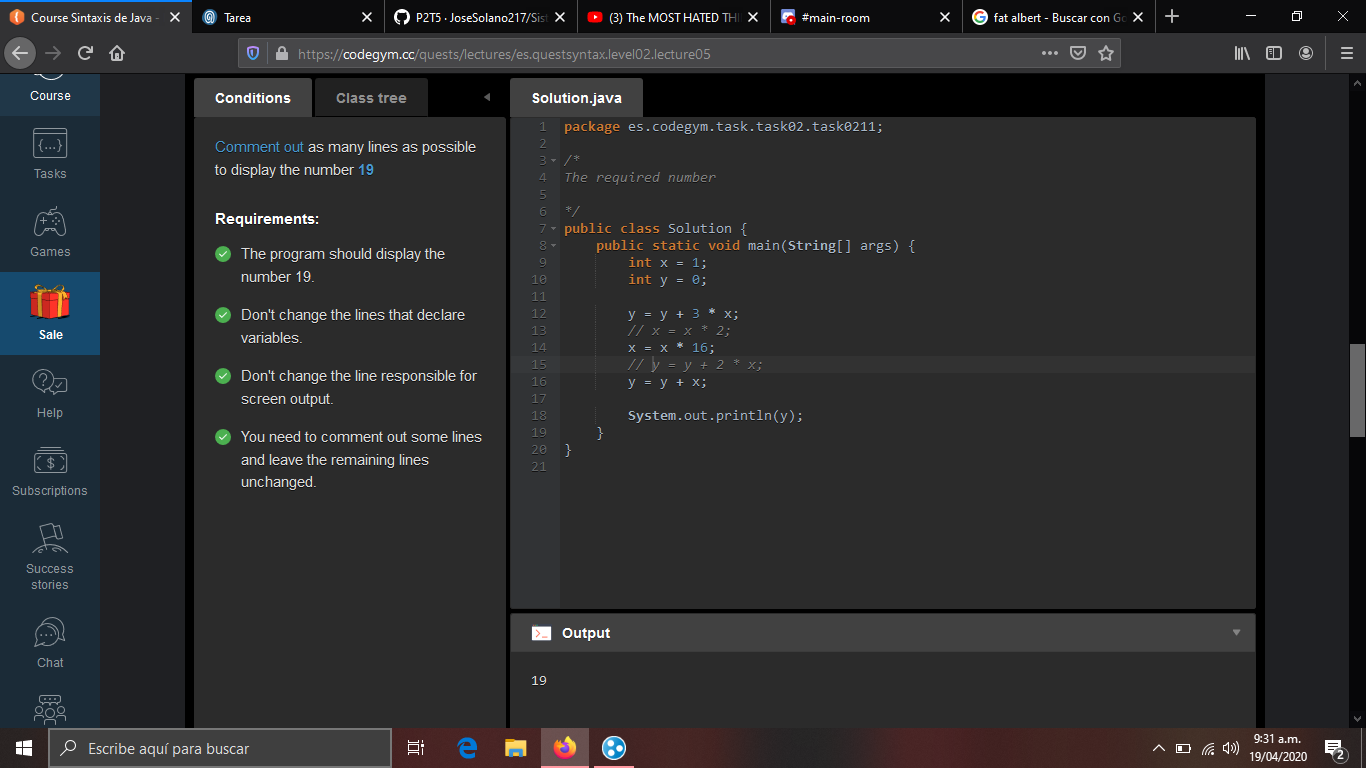 Course Sintaxis de Java -
Tarea
P2T5 · JoseSolano217/Sist
(3) The MOST HATED TH
#main-room
fat albert - Buscar con Go
https://codegym.cc/quests/lectures/es.questsyntax.level02.lecture05
Course
Tasks
Games
Sale
Help
Subscriptions
Success
stories
Chat
Conditions
Class tree
Comment out as many lines as possible
to display the number 19
Requirements:
The program should display the
number 19.
Don't change the lines that declare
variables.
Don't change the line responsible for
screen output.
You need to comment out some lines
and leave the remaining lines
unchanged.
Solution.java
1 package es.codegym.task.task02.task0211;
2
3 /*
4 The required number
5
6 */
7 public class Solution {
8 public static void main(String[] args) {
9 int x = 1;
10 int y = 0;
11
12 y = y + 3 * x;
13 // x = x * 2;
14 x = x * 16;
15 // y = y + 2 * x;
16 y = y + x;
17
18 System.out.println(y);
19 }
20 }
21
Output
19
Escribe aquí para buscar
9:31 a.m.
19/04/2020
2